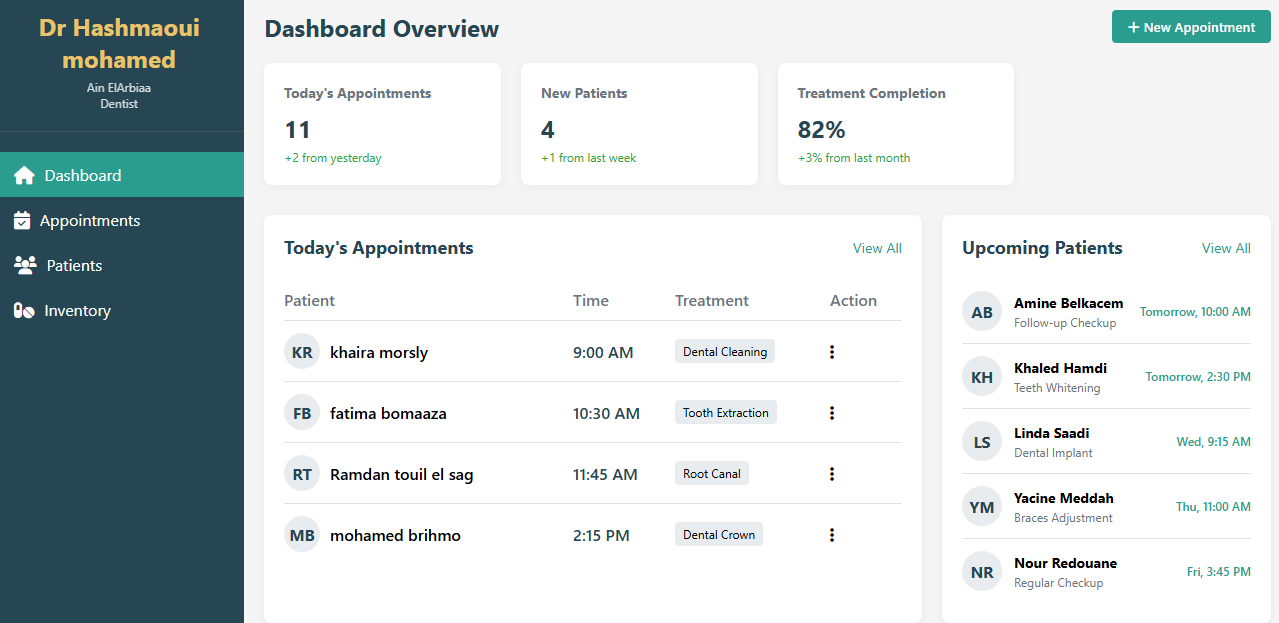 Dr Hashmaoui
mohamed
Ain ElArbiaa
Dentist
Dashboard
Appointments
Patients
Inventory
Dashboard Overview
+ New Appointment
Today's Appointments
11
+2 from yesterday
New Patients
4
+1 from last week
Treatment Completion
82%
+3% from last month
Today's Appointments
View All
Patient Time Treatment Action
KR khaira morsly 9:00 AM Dental Cleaning
FB fatima bomaaza 10:30 AM Tooth Extraction
RT Ramdan touil el sag 11:45 AM Root Canal
MB mohamed brihmo 2:15 PM Dental Crown
Upcoming Patients
View All
AB Amine Belkacem Tomorrow, 10:00 AM
Follow-up Checkup
KH Khaled Hamdi Tomorrow, 2:30 PM
Teeth Whitening
LS Linda Saadi Wed, 9:15 AM
Dental Implant
YM Yacine Meddah Thu, 11:00 AM
Braces Adjustment
NR Nour Redouane Fri, 3:45 PM
Regular Checkup